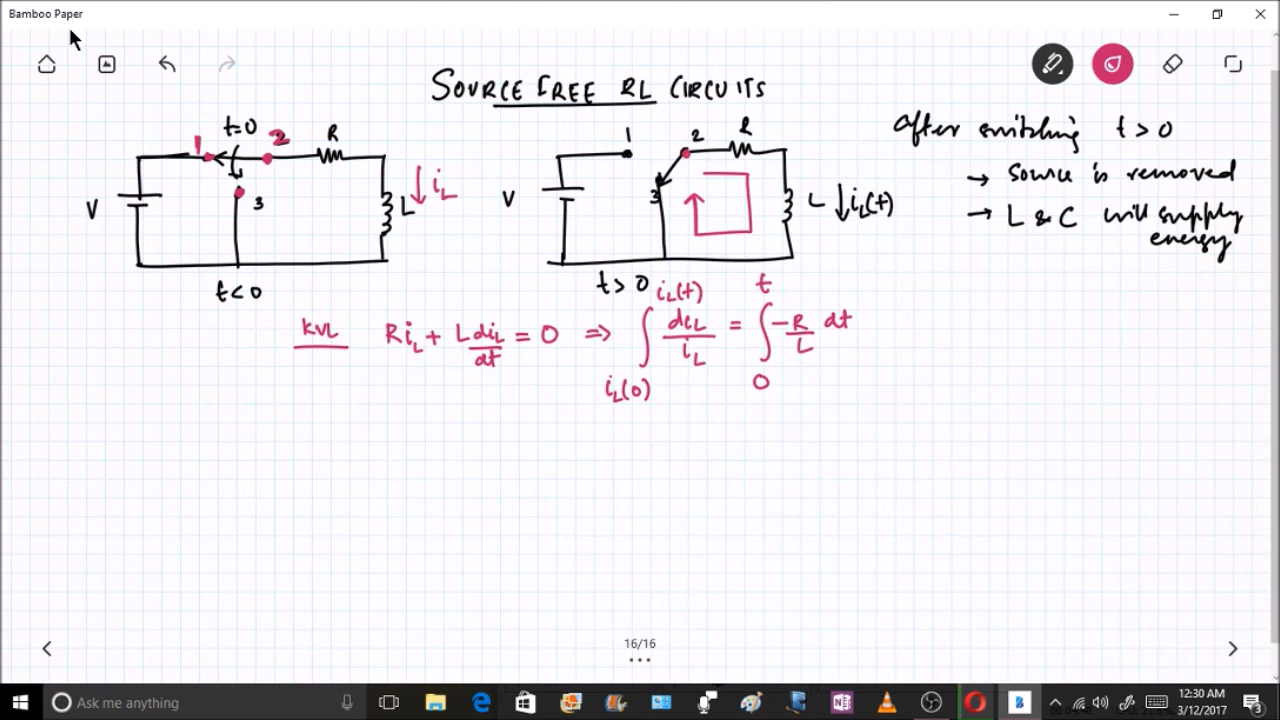 Bamboo Paper
SOURCE FREE RL CIRCUITS
t=0
1
2
R
V
3
L
iL
t<0
1
2
R
V
3
L
iL(t)
t>0
After switching t>0
→ Source is removed
→ L & C will supply
energy
KVL RiL + L diL/dt = 0 ⇒ ∫ diL/iL = ∫ -R/L dt
iL(t)
t
iL(0)
0
16/16
Ask me anything
12:30 AM
3/12/2017
3